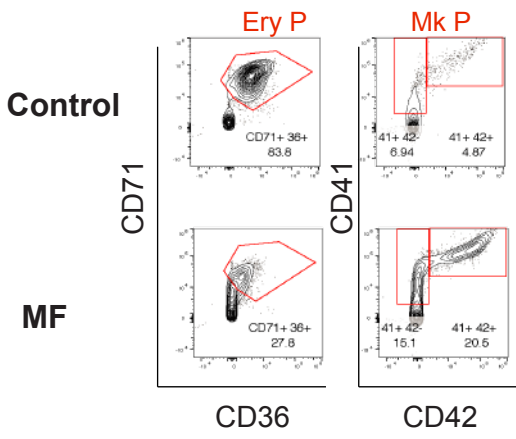 Ery P
Mk P
Control
CD71
CD71+ 36+
83.8
CD41
41+ 42-
6.94
41+ 42+
4.87
MF
CD71+ 36+
27.8
41+ 42-
15.1
41+ 42+
20.5
CD36
CD42